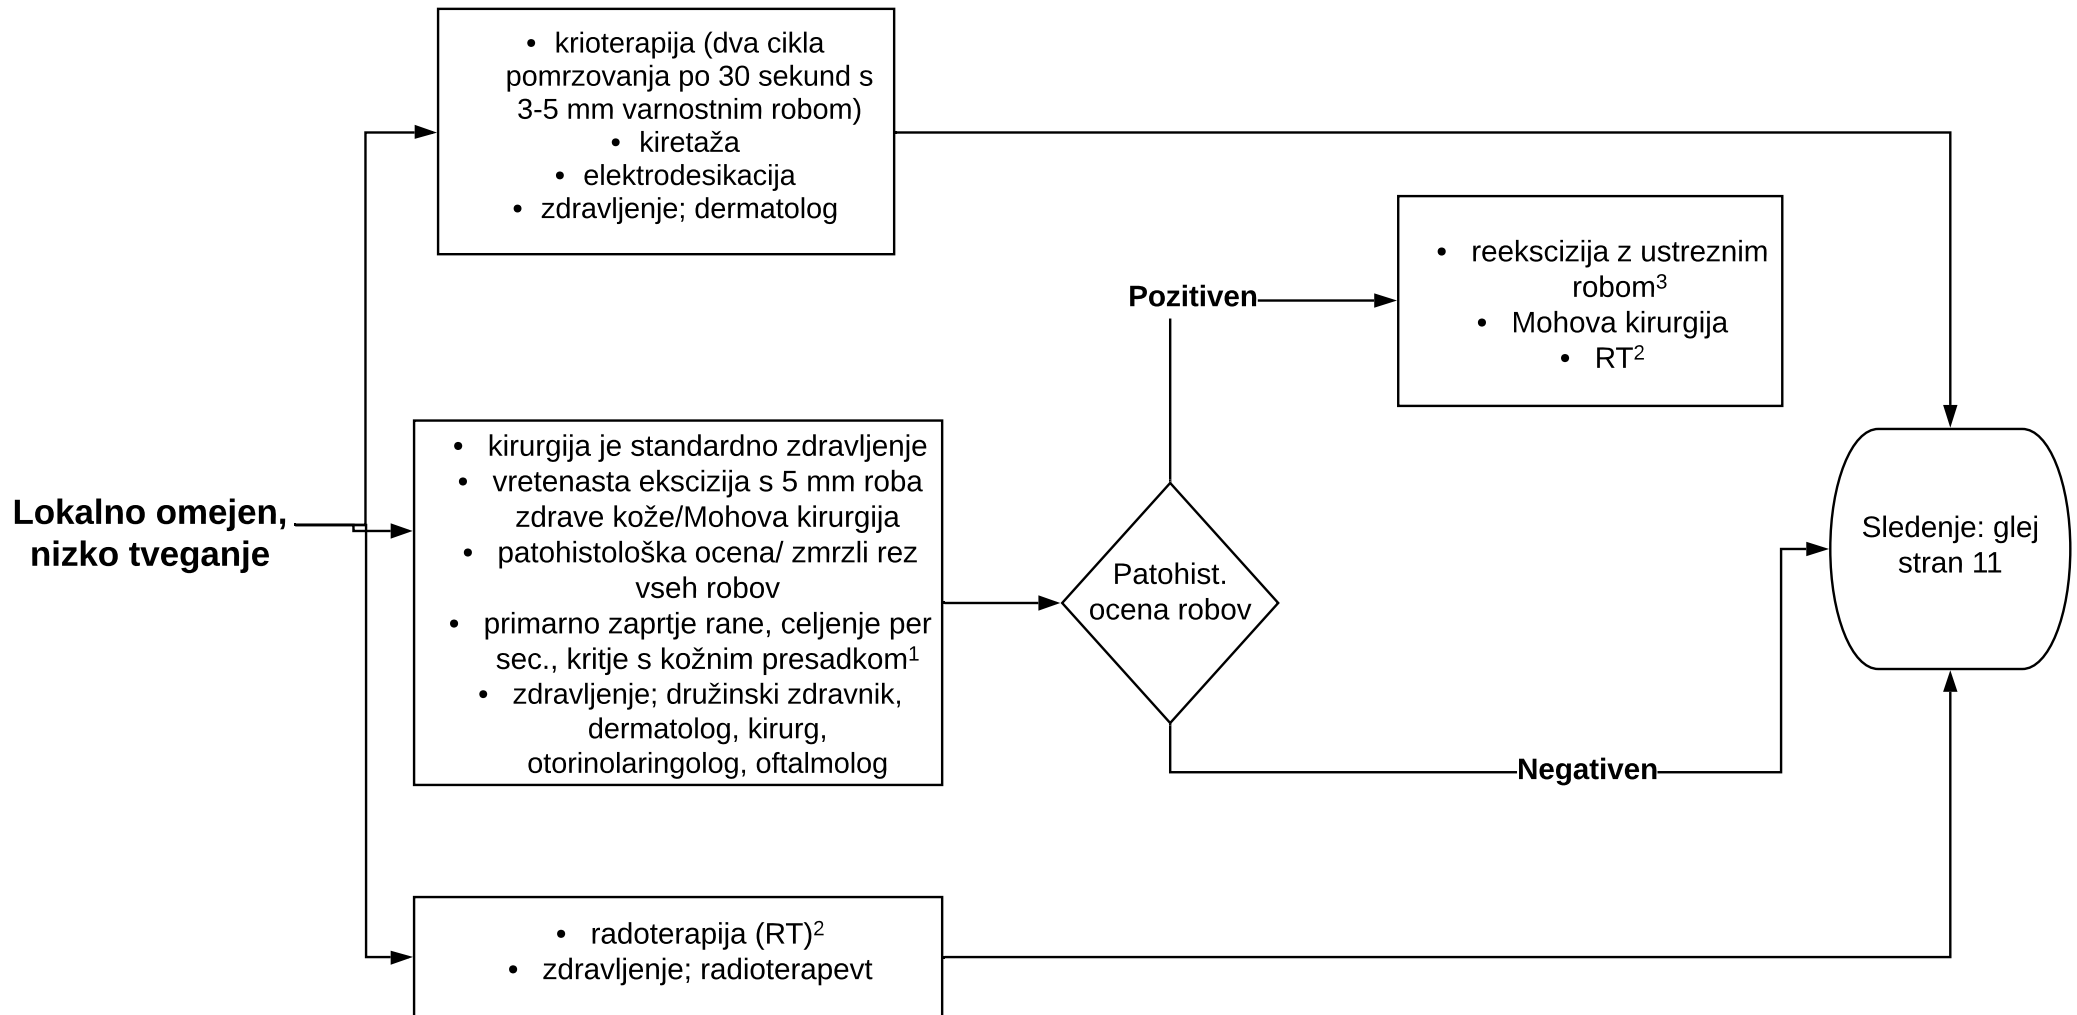 Lokalno omejen,
nizko tveganje
• krioterapija (dva cikla
pomrzovanja po 30 sekund s
3-5 mm varnostnim robom)
• kiretaža
• elektrodesikacija
• zdravljenje; dermatolog
• kirurgija je standardno zdravljenje
• vretenasta ekscizija s 5 mm roba
zdrave kože/Mohova kirurgija
• patohistološka ocena/ zmrzli rez
vseh robov
• primarno zaprtje rane, celjenje per
sec., kritje s kožnim presadkom¹
• zdravljenje; družinski zdravnik,
dermatolog, kirurg,
otorinolaringolog, oftalmolog
• radoterapija (RT)²
• zdravljenje; radioterapevt
Patohist.
ocena robov
Pozitiven
• reekscizija z ustreznim
robom³
• Mohova kirurgija
• RT²
Negativen
Sledenje: glej
stran 11